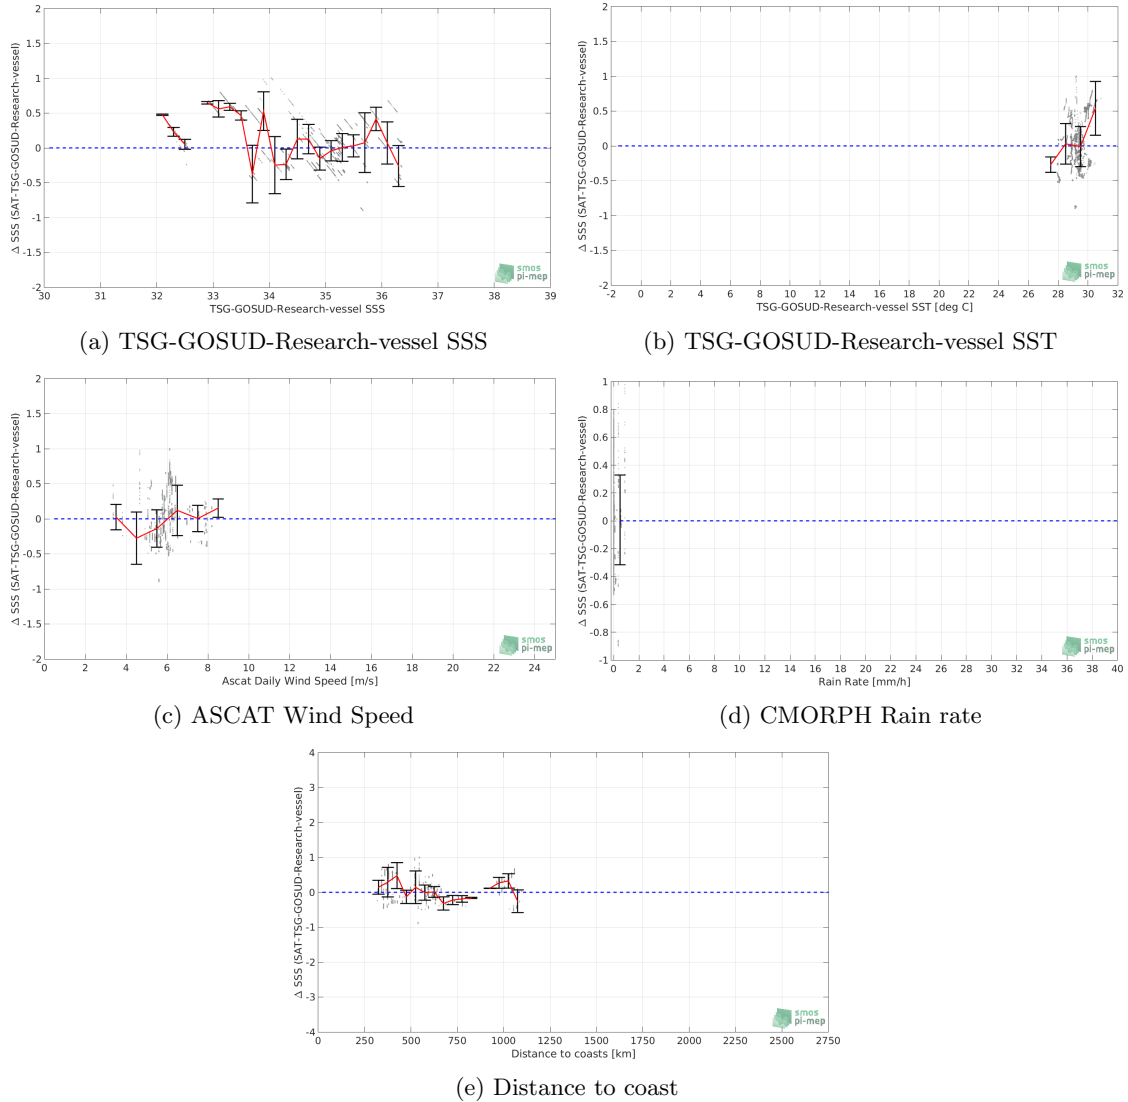 2
1.5
1
0.5
0
-0.5
-1
-1.5
-2
Δ SSS (SAT-TSG-GOSUD-Research-vessel)
30 31 32 33 34 35 36 37 38 39
TSG-GOSUD-Research-vessel SSS
smos
pi-mep
(a) TSG-GOSUD-Research-vessel SSS
2
1.5
1
0.5
0
-0.5
-1
-1.5
-2
Δ SSS (SAT-TSG-GOSUD-Research-vessel)
-2 0 2 4 6 8 10 12 14 16 18 20 22 24 26 28 30 32
TSG-GOSUD-Research-vessel SST [deg C]
smos
pi-mep
(b) TSG-GOSUD-Research-vessel SST
2
1.5
1
0.5
0
-0.5
-1
-1.5
-2
Δ SSS (SAT-TSG-GOSUD-Research-vessel)
0 2 4 6 8 10 12 14 16 18 20 22 24
Ascat Daily Wind Speed [m/s]
smos
pi-mep
(c) ASCAT Wind Speed
1
0.8
0.6
0.4
0.2
0
-0.2
-0.4
-0.6
-0.8
-1
Δ SSS (SAT-TSG-GOSUD-Research-vessel)
0 2 4 6 8 10 12 14 16 18 20 22 24 26 28 30 32 34 36 38 40
Rain Rate [mm/h]
smos
pi-mep
(d) CMORPH Rain rate
4
3
2
1
0
-1
-2
-3
-4
Δ SSS (SAT-TSG-GOSUD-Research-vessel)
0 250 500 750 1000 1250 1500 1750 2000 2250 2500 2750
Distance to coasts [km]
smos
pi-mep
(e) Distance to coast